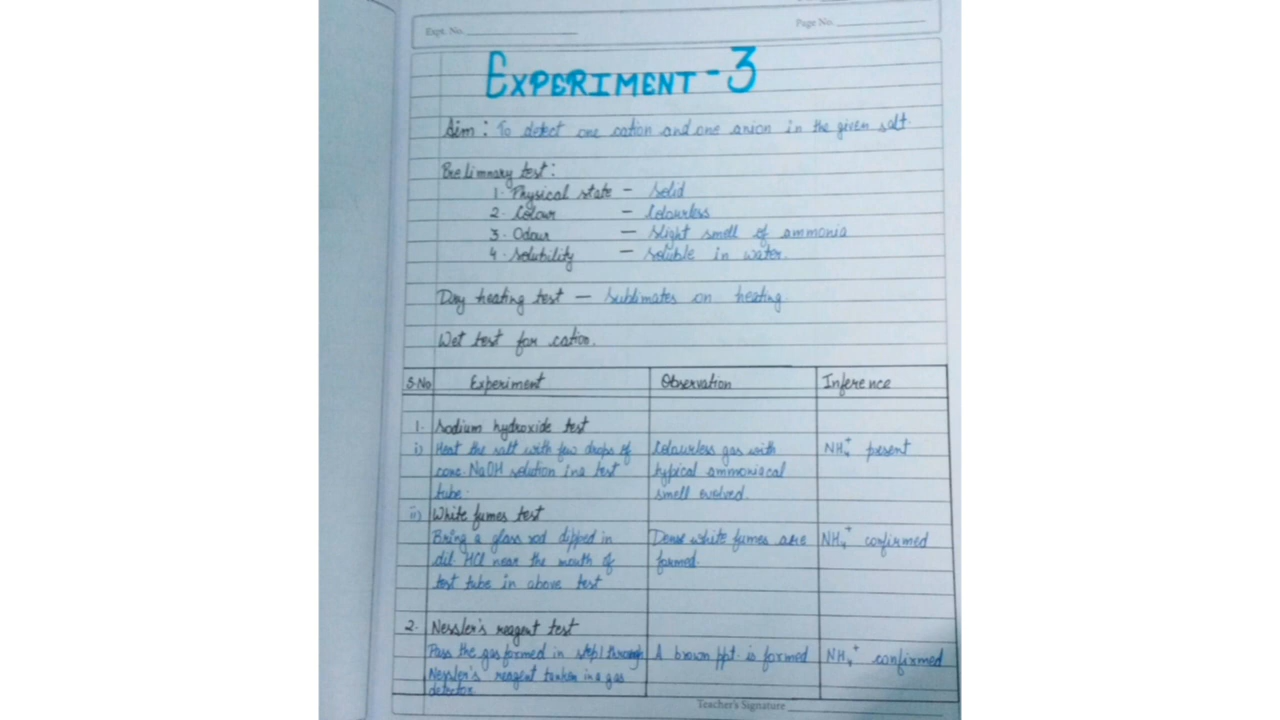 Expt. No.
Page No.
EXPERIMENT-3
Aim: To detect one cation and one anion in the given salt.
Prelimnary test:
1. Physical state - Solid
2. Colour - Colourless
3. Odour - Slight smell of ammonia
4. Solubility - Soluble in water.
Dry heating test - Sublimates on heating.
Wet test for cation.
S.No Experiment Observation Inference
1. Sodium hydroxide test
i) Heat the salt with few drops of Colourless gas with NH4+ present
conc. NaOH solution in a test typical ammoniacal
tube. smell evolved.
ii) White fumes test
Bring a glass rod dipped in Dense white fumes are NH4+ confirmed
dil. HCl near the mouth of formed.
test tube in above test
2. Nessler's reagent test
Pass the gas formed in step1 through A brown ppt. is formed NH4+ confirmed
Nessler's reagent tanken in a gas
detector.
Teacher's Signature